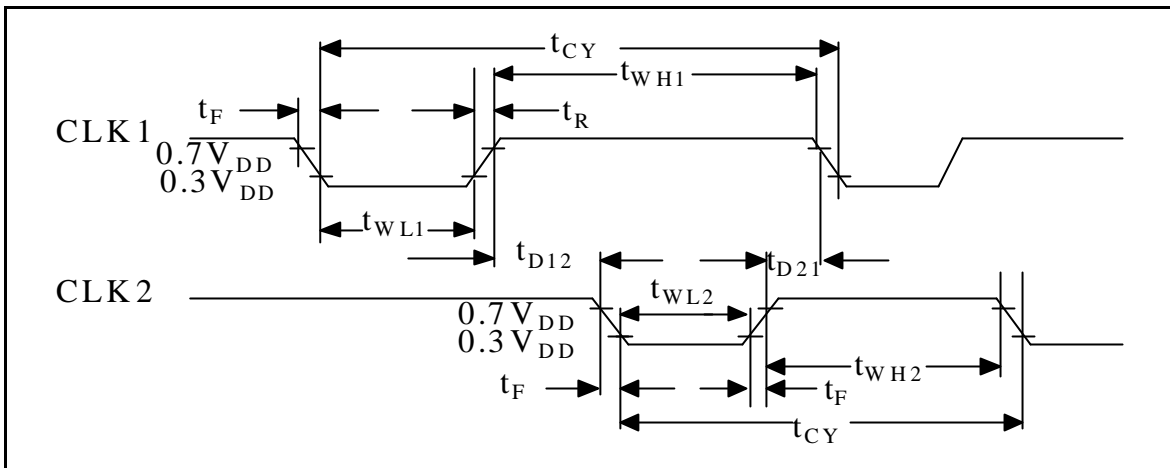 tCY
tWH1
tF
tR
CLK1
0.7VDD
0.3VDD
tWL1
tD12
tD21
CLK2
tWL2
0.7VDD
0.3VDD
tWH2
tF
tF
tCY